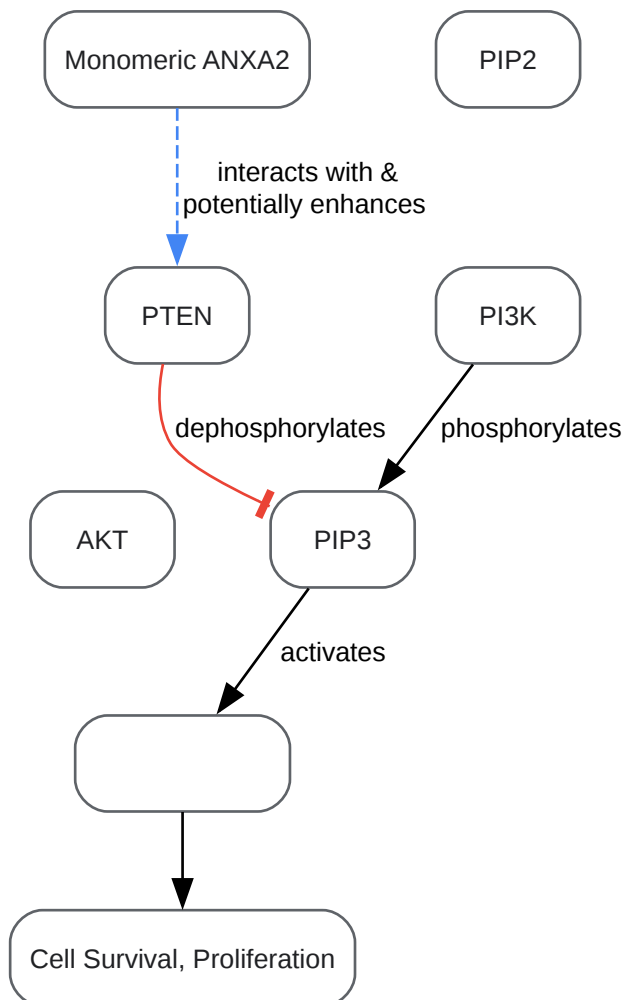 Monomeric ANXA2
PIP2
interacts with &
potentially enhances
PTEN
PI3K
dephosphorylates
phosphorylates
AKT
PIP3
activates
Cell Survival, Proliferation